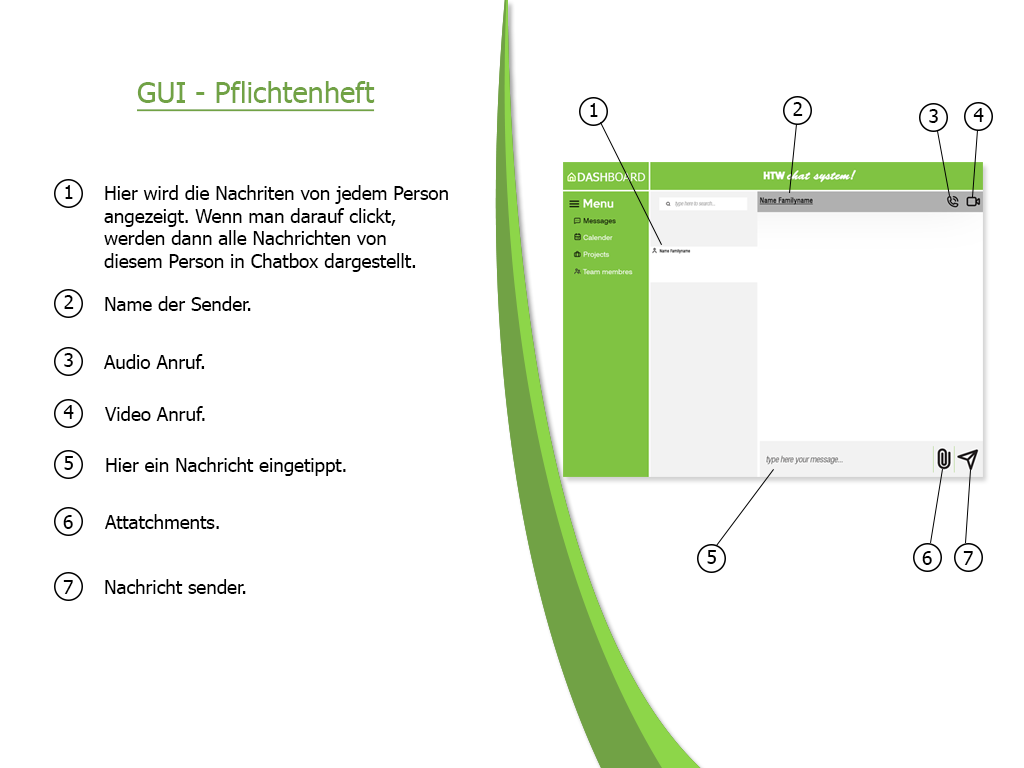 GUI - Pflichtenheft
1 Hier wird die Nachriten von jedem Person
angezeigt. Wenn man darauf clickt,
werden dann alle Nachrichten von
diesem Person in Chatbox dargestellt.
2 Name der Sender.
3 Audio Anruf.
4 Video Anruf.
5 Hier ein Nachricht eingetippt.
6 Attatchments.
7 Nachricht sender.
1
2
3
4
DASHBOARD
HTW chat system!
Menu
Messages
Calender
Projects
Team membres
type here to search...
Name Familyname
Name Familyname
type here your message...
5
6
7